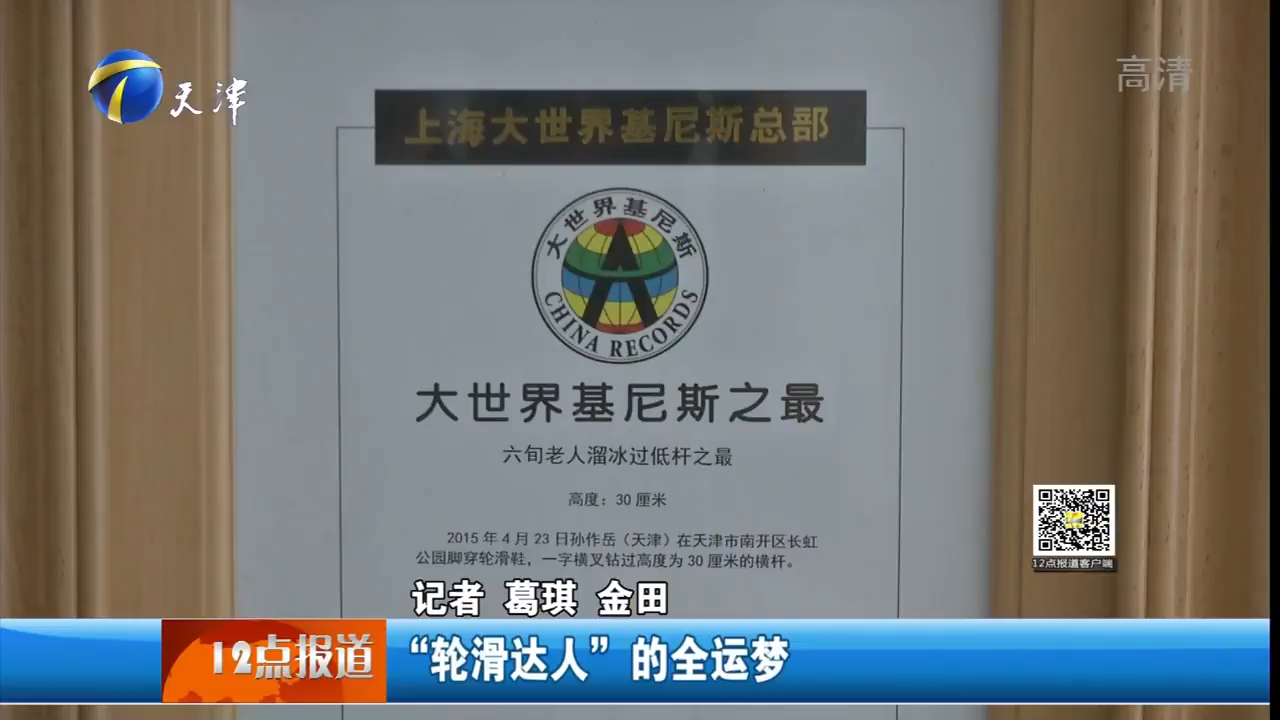 天津
高清
上海大世界基尼斯总部
大世界基尼斯
CHINA RECORDS
大世界基尼斯之最
六旬老人溜冰过低杆之最
高度：30 厘米
2015 年 4 月 23 日孙作岳（天津）在天津市南开区长虹
公园脚穿轮滑鞋，一字横叉钻过高度为 30 厘米的横杆。
12点报道客户端
记者 葛琪 金田
12点报道
“轮滑达人”的全运梦